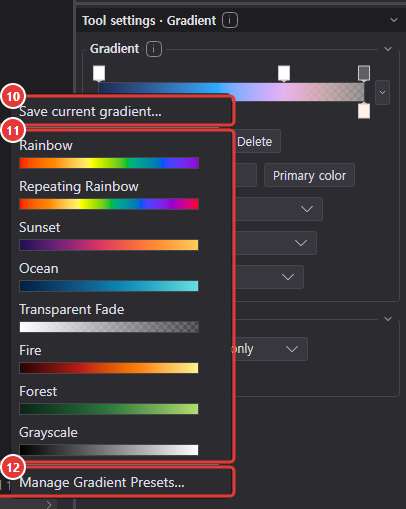 Tool settings · Gradient i
Gradient i
10
Save current gradient...
11
Delete
Rainbow
Primary color
Repeating Rainbow
Sunset
Ocean
Transparent Fade
only
Fire
Forest
Grayscale
12
Manage Gradient Presets...